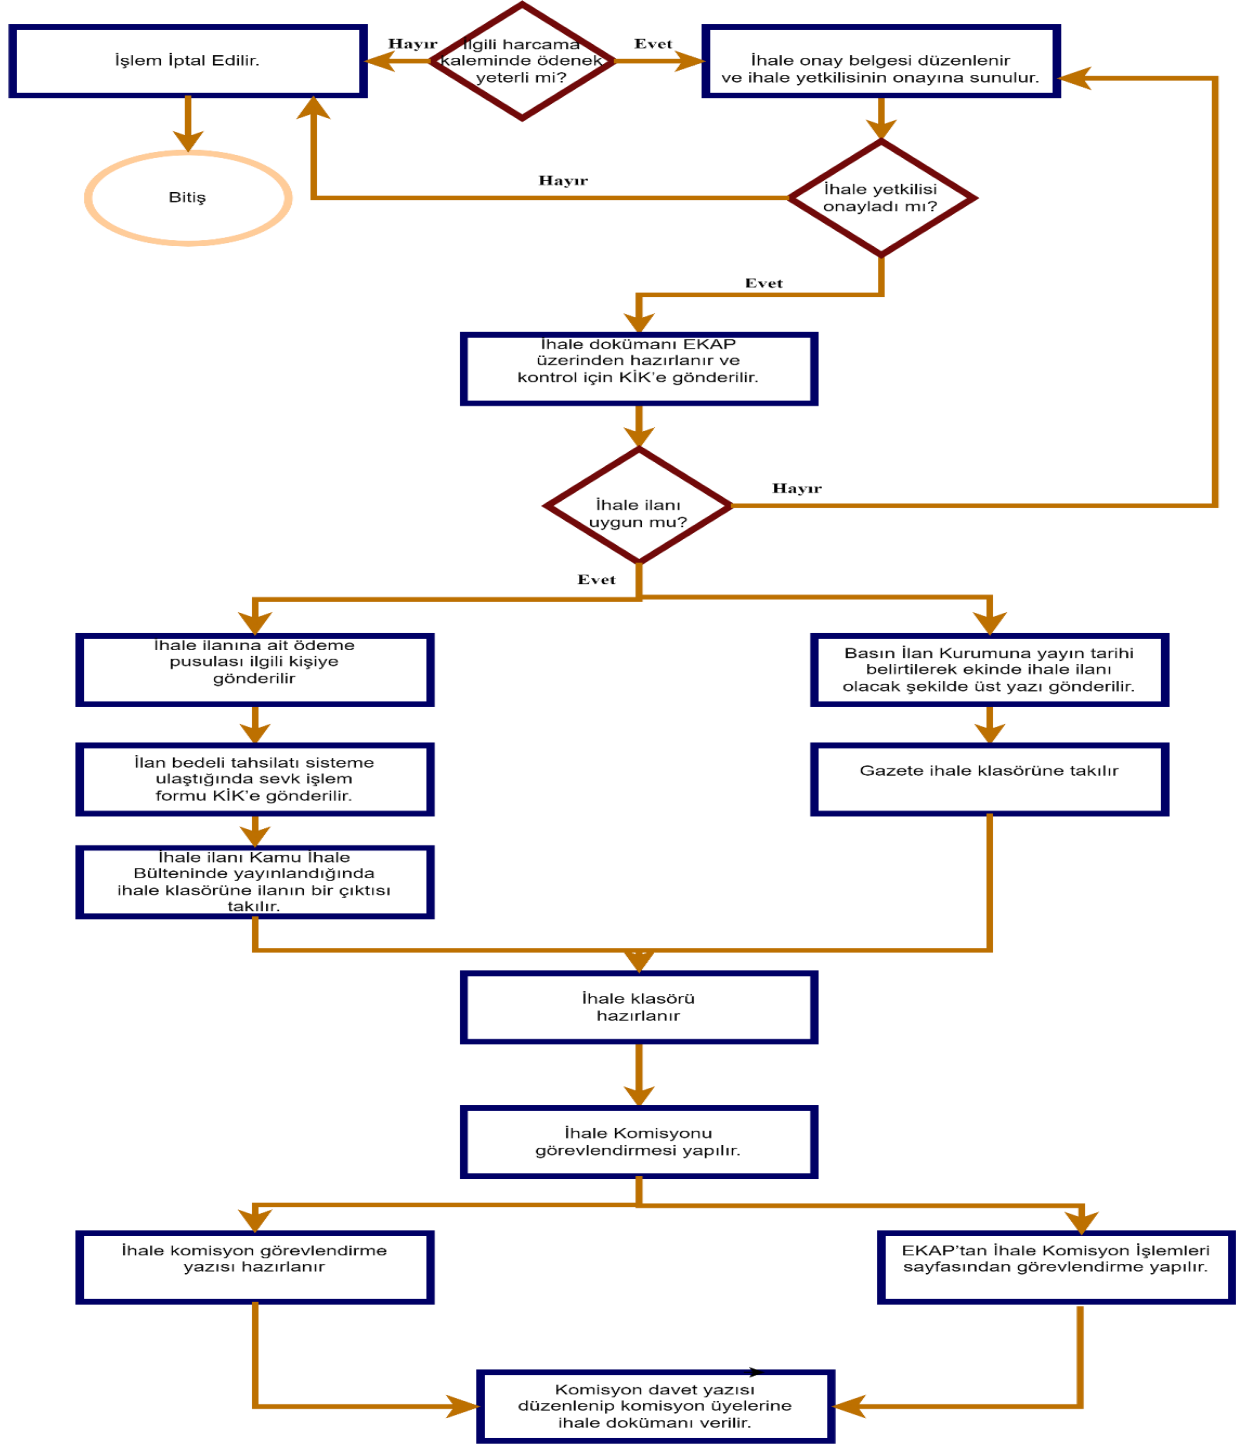 İşlem İptal Edilir.
Hayır
İlgili harcama
kaleminde ödenek
yeterli mi?
Evet
İhale onay belgesi düzenlenir
ve ihale yetkilisinin onayına sunulur.
Bitiş
Hayır
İhale yetkilisi
onayladı mı?
Evet
İhale dokümanı EKAP
üzerinden hazırlanır ve
kontrol için KİK’e gönderilir.
İhale ilanı
uygun mu?
Hayır
Evet
İhale ilanına ait ödeme
pusulası ilgili kişiye
gönderilir
Basın İlan Kurumuna yayın tarihi
belirtilerek ekinde ihale ilanı
olacak şekilde üst yazı gönderilir.
İlan bedeli tahsilatı sisteme
ulaştığında sevk işlem
formu KİK’e gönderilir.
Gazete ihale klasörüne takılır
İhale ilanı Kamu İhale
Bülteninde yayınlandığında
ihale klasörüne ilanın bir çıktısı
takılır.
İhale klasörü
hazırlanır
İhale Komisyonu
görevlendirmesi yapılır.
İhale komisyon görevlendirme
yazısı hazırlanır
EKAP’tan İhale Komisyon İşlemleri
sayfasından görevlendirme yapılır.
Komisyon davet yazısı
düzenlenip komisyon üyelerine
ihale dokümanı verilir.